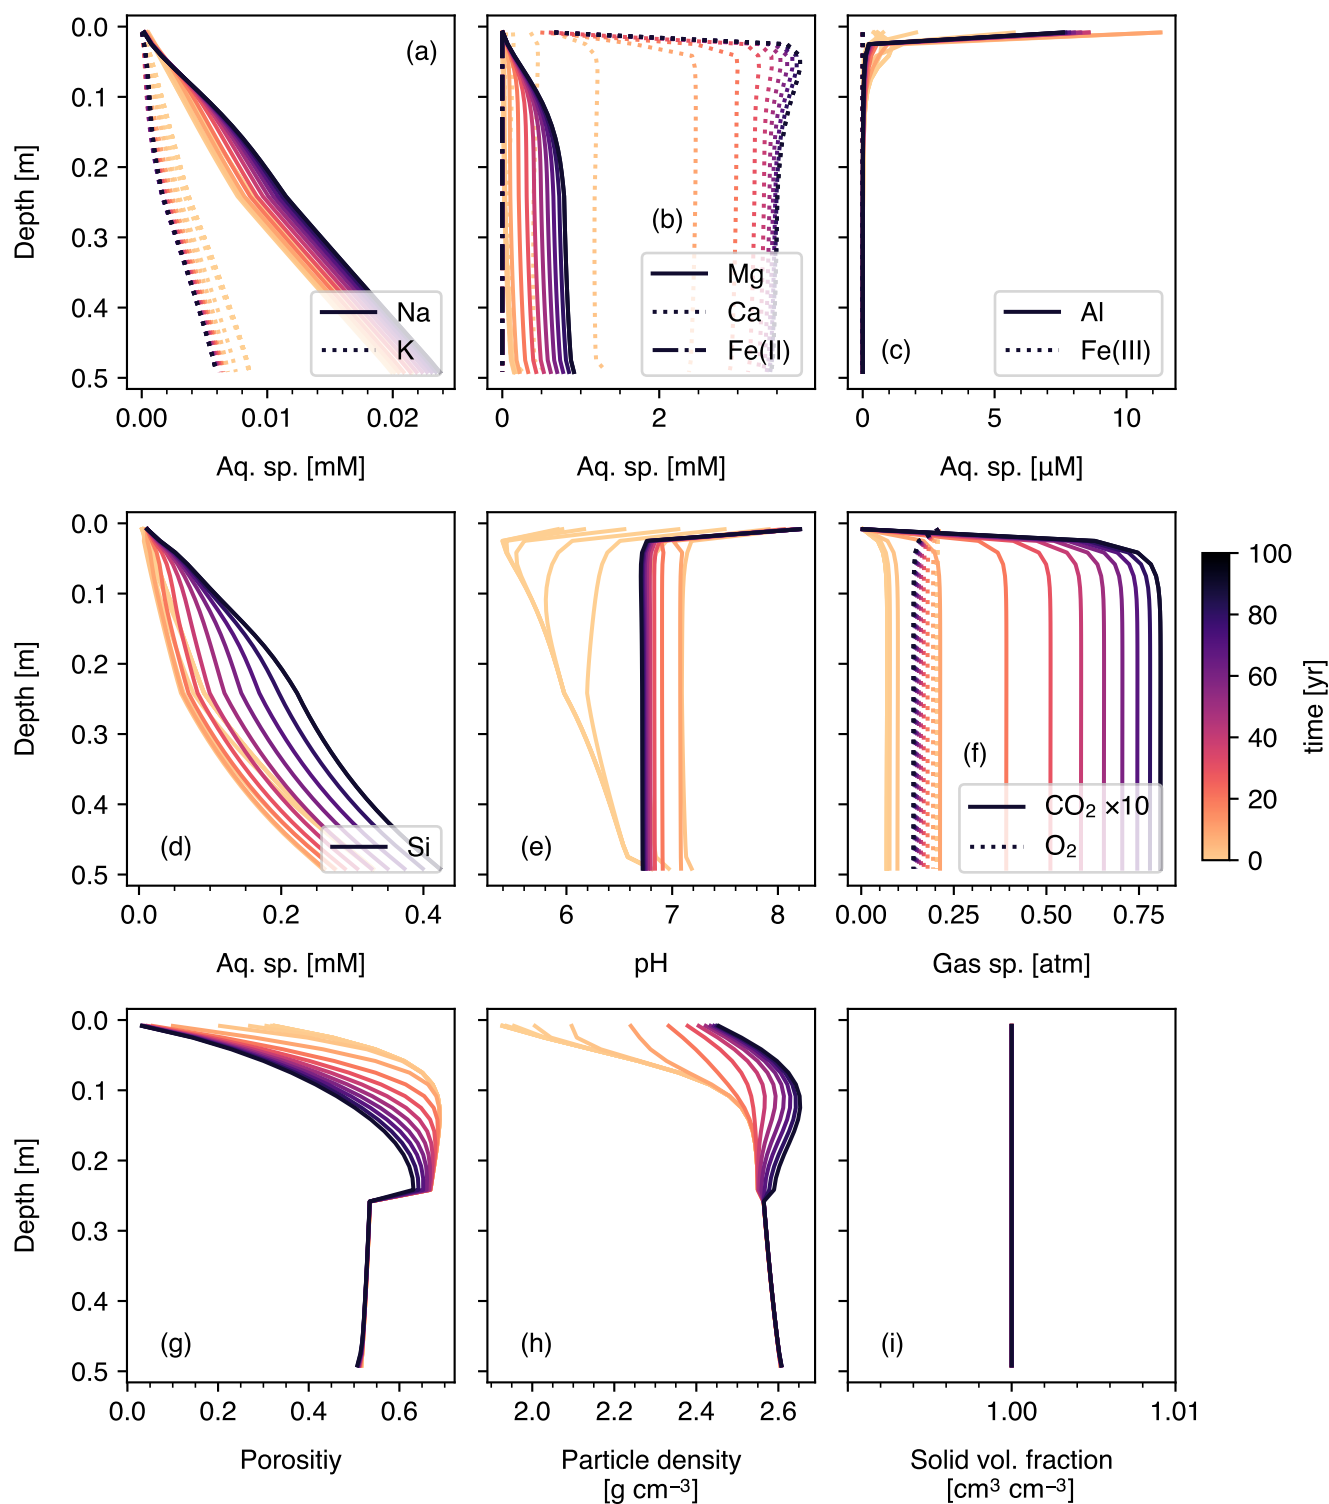 0.0
0.1
0.2
0.3
0.4
0.5
Depth [m]
(a)
Na
K
0.00 0.01 0.02
Aq. sp. [mM]
(b)
Mg
Ca
Fe(II)
0 2
Aq. sp. [mM]
(c)
Al
Fe(III)
0 5 10
Aq. sp. [μM]
0.0
0.1
0.2
0.3
0.4
0.5
Depth [m]
(d)
Si
0.0 0.2 0.4
Aq. sp. [mM]
(e)
6 7 8
pH
(f)
CO₂ ×10
O₂
0.00 0.25 0.50 0.75
Gas sp. [atm]
100
80
60
40
20
0
time [yr]
0.0
0.1
0.2
0.3
0.4
0.5
Depth [m]
(g)
0.0 0.2 0.4 0.6
Porositiy
(h)
2.0 2.2 2.4 2.6
Particle density
[g cm⁻³]
(i)
1.00 1.01
Solid vol. fraction
[cm³ cm⁻³]